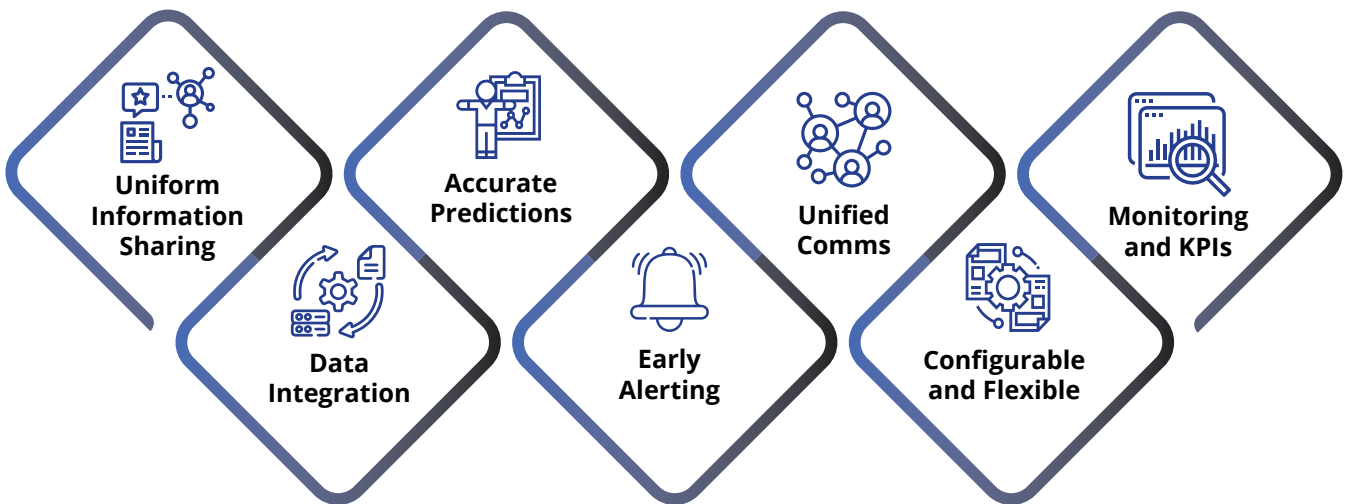 Uniform
Information
Sharing
Data
Integration
Accurate
Predictions
Early
Alerting
Unified
Comms
Configurable
and Flexible
Monitoring
and KPIs